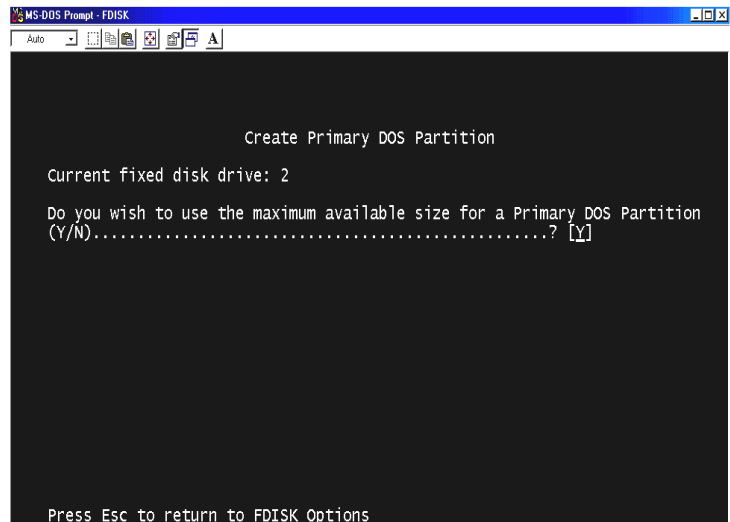 MS-DOS Prompt - FDISK
Auto
A
Create Primary DOS Partition
Current fixed disk drive: 2
Do you wish to use the maximum available size for a Primary DOS Partition
(Y/N)..................................................? [Y]
Press Esc to return to FDISK Options